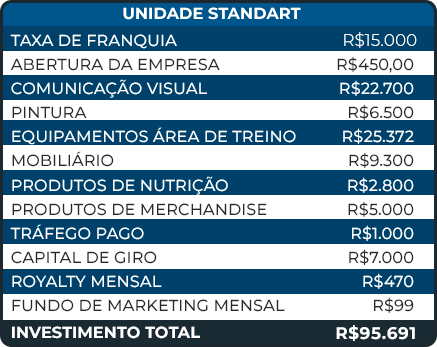 UNIDADE STANDART
TAXA DE FRANQUIA R$15.000
ABERTURA DA EMPRESA R$450,00
COMUNICAÇÃO VISUAL R$22.700
PINTURA R$6.500
EQUIPAMENTOS ÁREA DE TREINO R$25.372
MOBILIÁRIO R$9.300
PRODUTOS DE NUTRIÇÃO R$2.800
PRODUTOS DE MERCHANDISE R$5.000
TRÁFEGO PAGO R$1.000
CAPITAL DE GIRO R$7.000
ROYALTY MENSAL R$470
FUNDO DE MARKETING MENSAL R$99
INVESTIMENTO TOTAL R$95.691